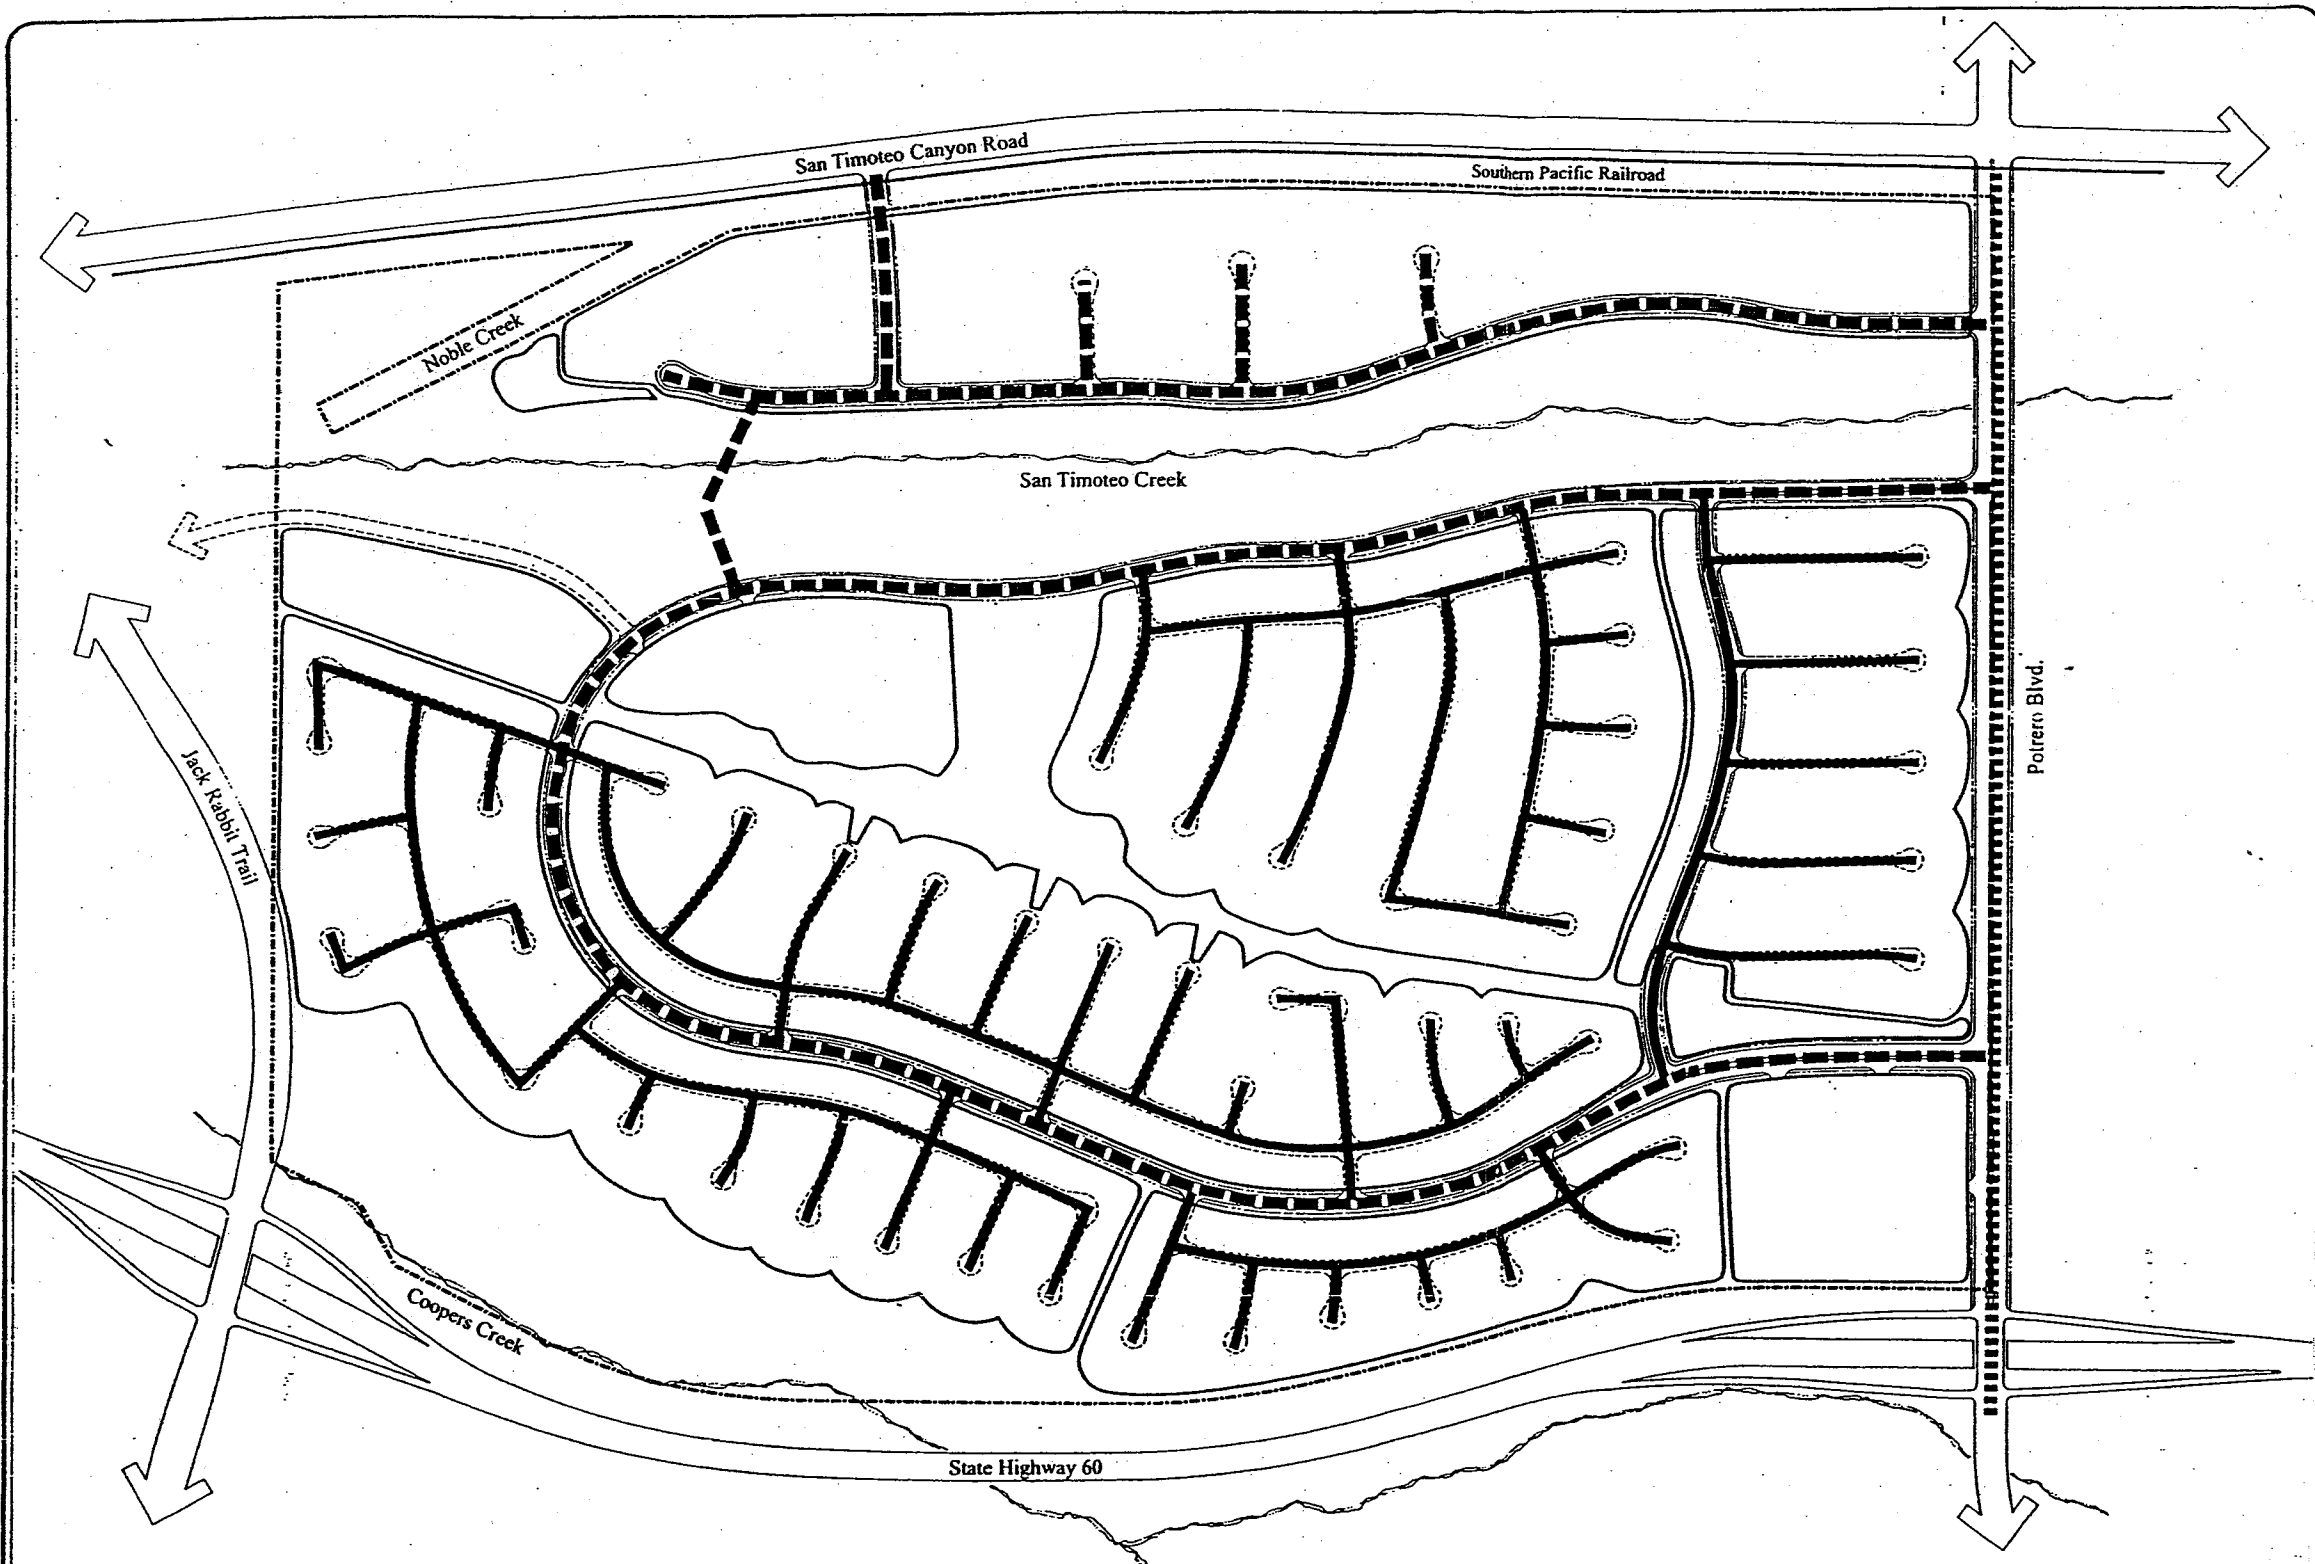 San Timoteo Canyon Road
Southern Pacific Railroad
Noble Creek
San Timoteo Creek
Potrero Blvd.
Jack Rabbit Trail
Coopers Creek
State Highway 60